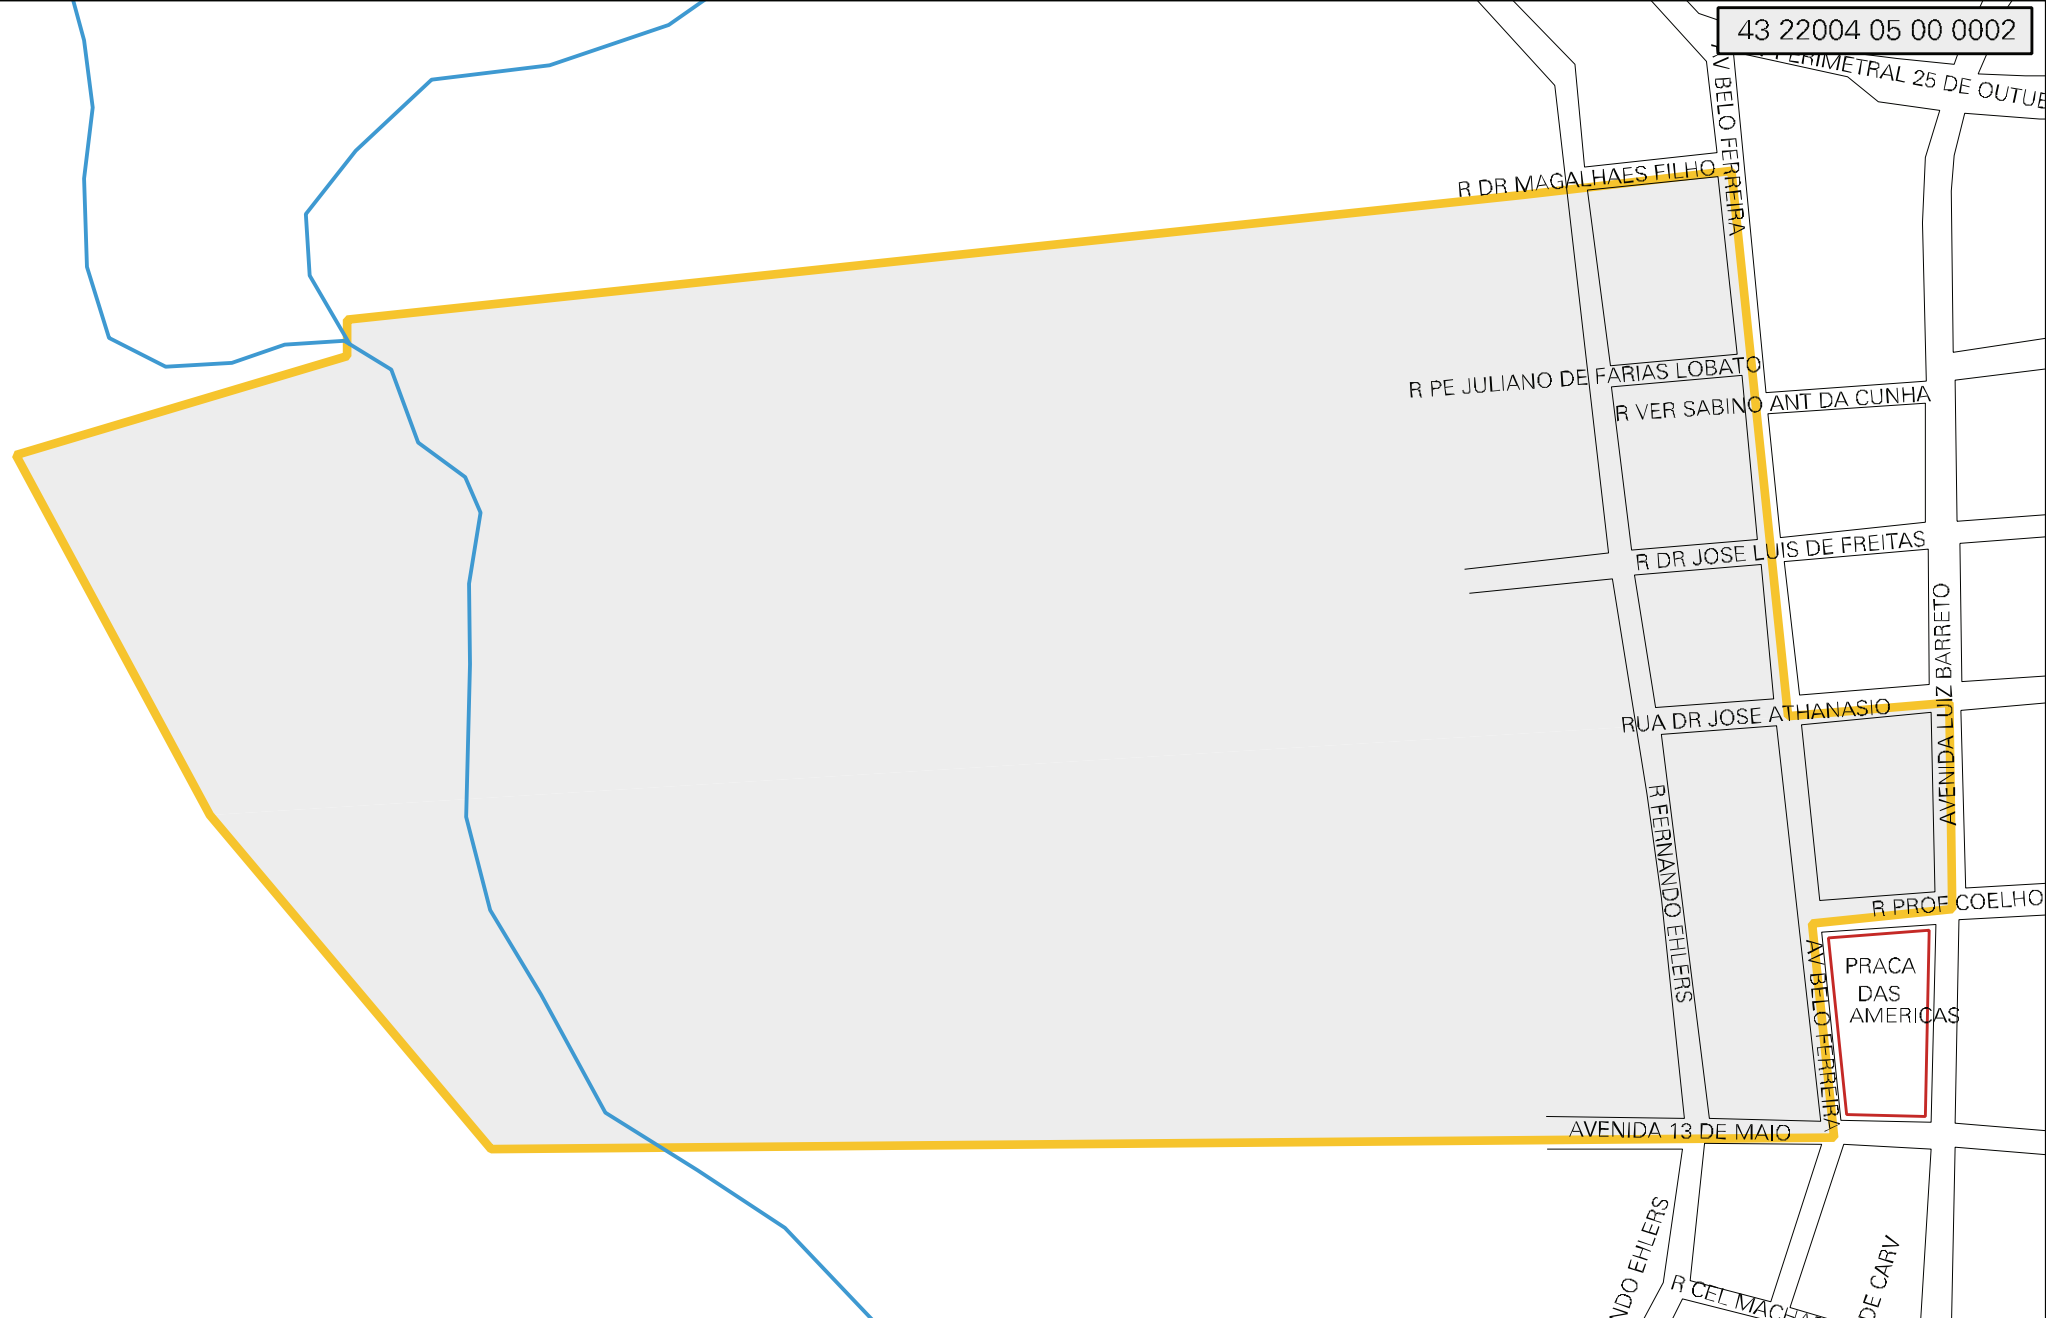 43 22004 05 00 0002
PERIMETRAL 25 DE OUTUB
AV BELO FERREIRA
R DR MAGALHAES FILHO
R PE JULIANO DE FARIAS LOBATO
R VER SABINO ANT DA CUNHA
R DR JOSE LUIS DE FREITAS
AVENIDA LUIZ BARRETO
RUA DR JOSE ATHANASIO
R FERNANDO EHLERS
R PROF COELHO
AV BELO FERREIRA
PRACA
DAS
AMERICAS
AVENIDA 13 DE MAIO
NDO EHLERS
R CEL MACHA
DE CARV